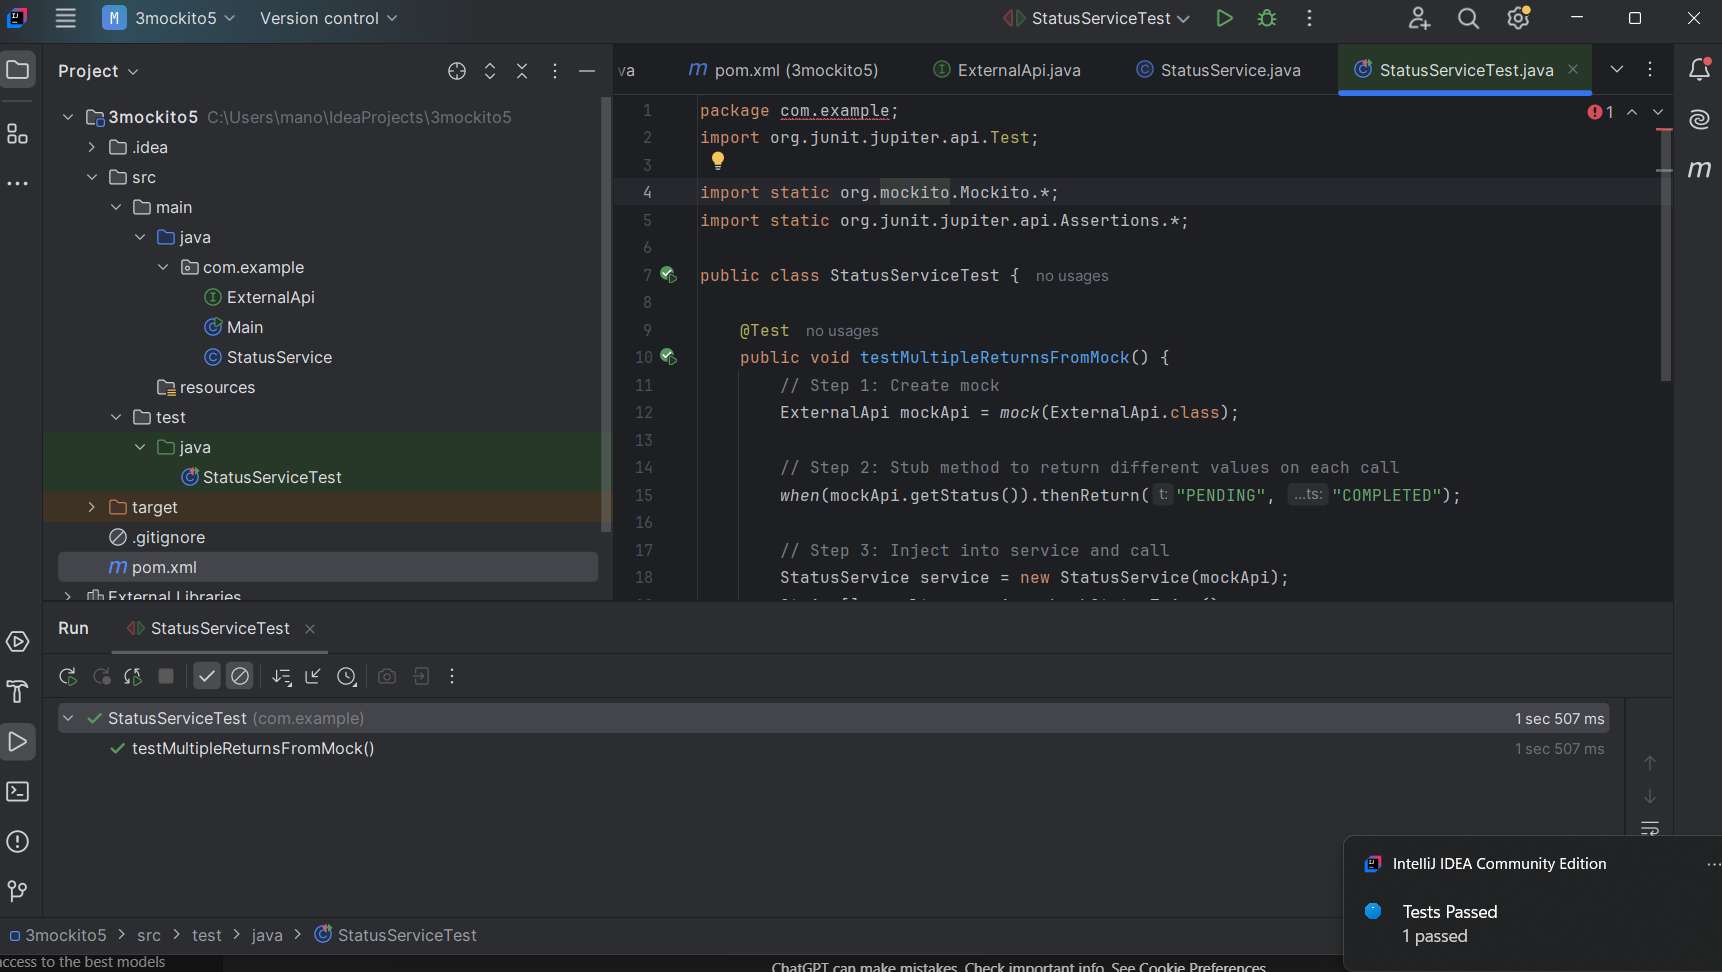 M 3mockito5 Version control
StatusServiceTest
Project
3mockito5 C:\Users\mano\IdeaProjects\3mockito5
.idea
src
main
java
com.example
ExternalApi
Main
StatusService
resources
test
java
StatusServiceTest
target
.gitignore
m pom.xml
External Libraries
va m pom.xml (3mockito5) ExternalApi.java StatusService.java StatusServiceTest.java
1 package com.example;
1
2 import org.junit.jupiter.api.Test;
3
4 import static org.mockito.Mockito.*;
5 import static org.junit.jupiter.api.Assertions.*;
6
7 public class StatusServiceTest { no usages
8
9 @Test no usages
10 public void testMultipleReturnsFromMock() {
11 // Step 1: Create mock
12 ExternalApi mockApi = mock(ExternalApi.class);
13
14 // Step 2: Stub method to return different values on each call
15 when(mockApi.getStatus()).thenReturn( t: "PENDING", ...ts: "COMPLETED");
16
17 // Step 3: Inject into service and call
18 StatusService service = new StatusService(mockApi);
m
Run StatusServiceTest
StatusServiceTest (com.example) 1 sec 507 ms
testMultipleReturnsFromMock() 1 sec 507 ms
IntelliJ IDEA Community Edition
Tests Passed
1 passed
3mockito5 > src > test > java > StatusServiceTest
access to the best models
ChatGPT can make mistakes. Check important info. See Cookie Preferences.